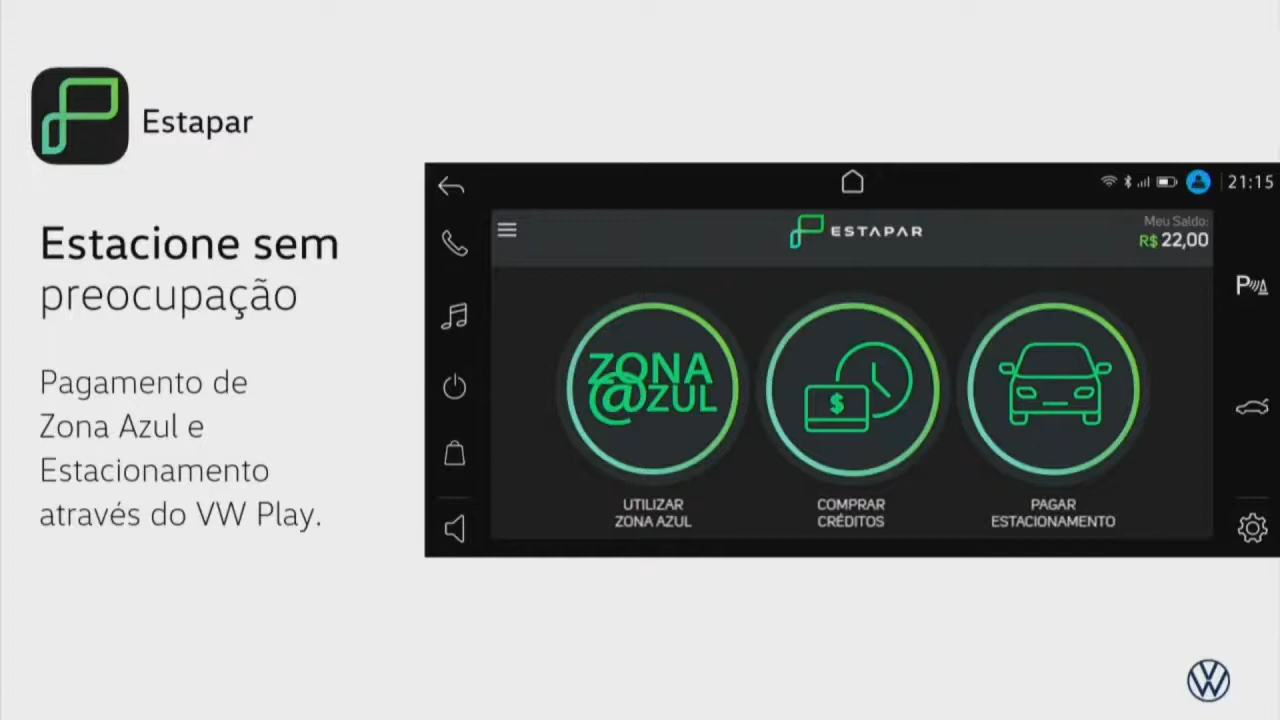 Estapar
Estacione sem
preocupação
Pagamento de
Zona Azul e
Estacionamento
através do VW Play.
21:15
ESTAPAR
Meu Saldo:
R$ 22,00
P
ZONA
@ZUL
$
UTILIZAR
ZONA AZUL
COMPRAR
CRÉDITOS
PAGAR
ESTACIONAMENTO